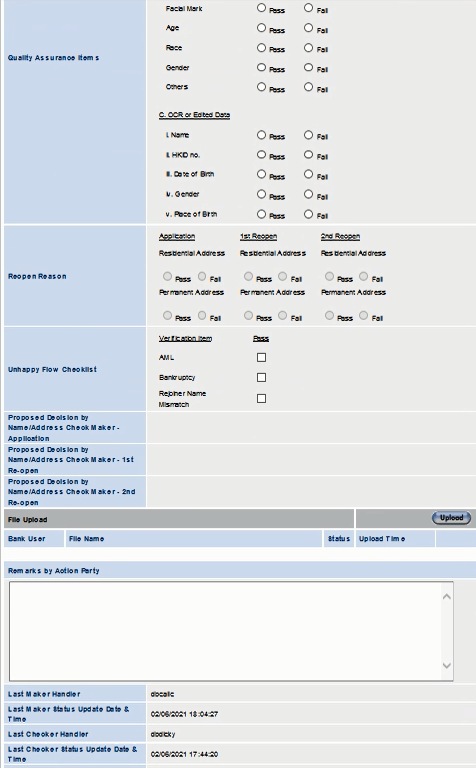 Facial Mark Pass Fail
Age Pass Fail
Race Pass Fail
Quality Assurance Items
Gender Pass Fail
Others Pass Fail
C. OCR or Edited Data
i. Name Pass Fail
ii. HKID no. Pass Fail
iii. Date of Birth Pass Fail
iv. Gender Pass Fail
v. Place of Birth Pass Fail
Application 1st Reopen 2nd Reopen
Residential Address Residential Address Residential Address
Reopen Reason Pass Fail Pass Fail Pass Fail
Permanent Address Permanent Address Permanent Address
Pass Fail Pass Fail Pass Fail
Verification Item Pass
AML
Unhappy Flow Checklist
Bankruptcy
Rejoiner Name
Mismatch
Proposed Decision by
Name/Address Check Maker -
Application
Proposed Decision by
Name/Address Check Maker - 1st
Re-open
Proposed Decision by
Name/Address Check Maker - 2nd
Re-open
File Upload Upload
Bank User File Name Status Upload Time
Remarks by Action Party
Last Maker Handler dbcalic
Last Maker Status Update Date &
Time 02/06/2021 18:04:27
Last Checker Handler dbdicky
Last Checker Status Update Date &
Time 02/06/2021 17:44:20